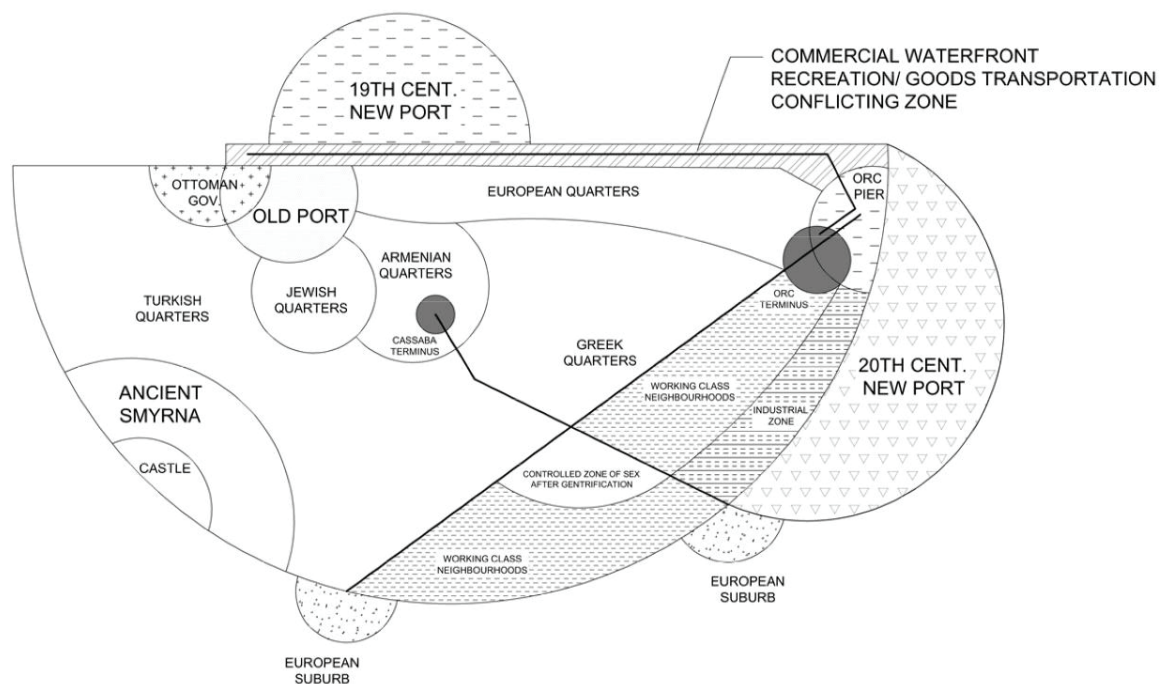 COMMERCIAL WATERFRONT
RECREATION/ GOODS TRANSPORTATION
CONFLICTING ZONE
19TH CENT.
NEW PORT
OTTOMAN
GOV.
OLD PORT
EUROPEAN QUARTERS
ORC
PIER
ARMENIAN
QUARTERS
JEWISH
QUARTERS
TURKISH
QUARTERS
ORC
TERMINUS
CASSABA
TERMINUS
GREEK
QUARTERS
20TH CENT.
NEW PORT
WORKING CLASS
NEIGHBOURHOODS
INDUSTRIAL
ZONE
ANCIENT
SMYRNA
CASTLE
CONTROLLED ZONE OF SEX
AFTER GENTRIFICATION
WORKING CLASS
NEIGHBOURHOODS
EUROPEAN
SUBURB
EUROPEAN
SUBURB